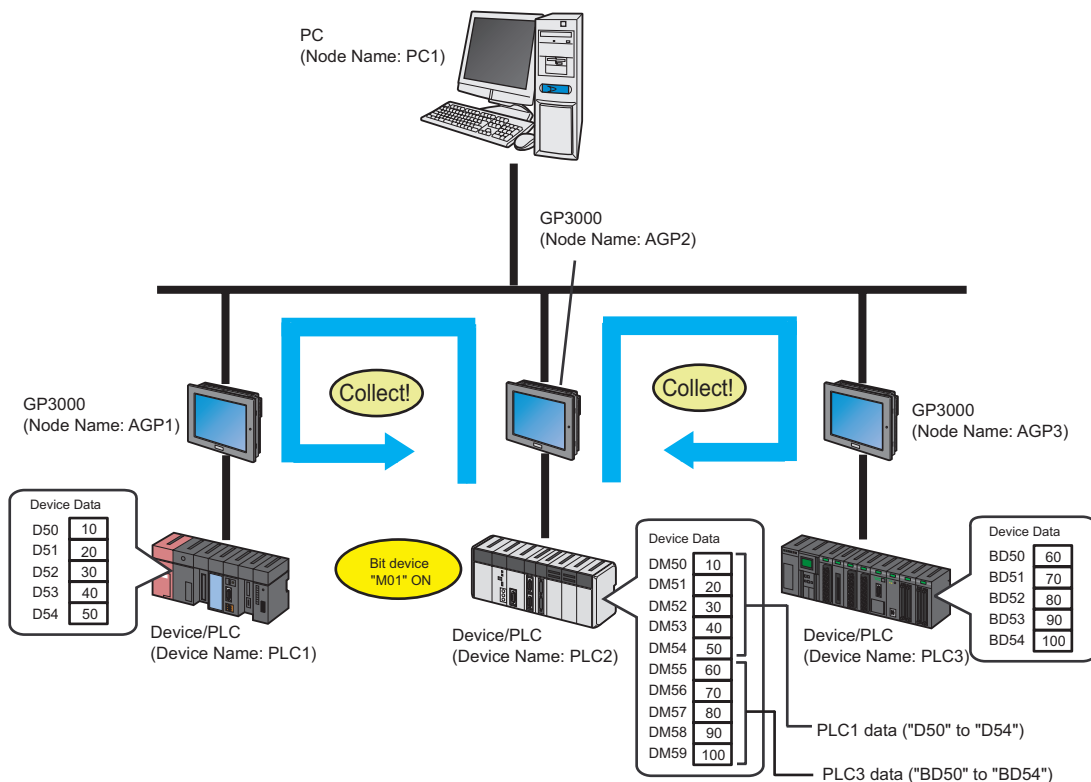 PC
(Node Name: PC1)
GP3000
(Node Name: AGP2)
Collect!
Collect!
GP3000
(Node Name: AGP1)
GP3000
(Node Name: AGP3)
Device Data
D50 10
D51 20
D52 30
D53 40
D54 50
Device/PLC
(Device Name: PLC1)
Bit device
"M01" ON
Device/PLC
(Device Name: PLC2)
Device Data
DM50 10
DM51 20
DM52 30
DM53 40
DM54 50
DM55 60
DM56 70
DM57 80
DM58 90
DM59 100
Device/PLC
(Device Name: PLC3)
Device Data
BD50 60
BD51 70
BD52 80
BD53 90
BD54 100
PLC1 data ("D50" to "D54")
PLC3 data ("BD50" to "BD54")